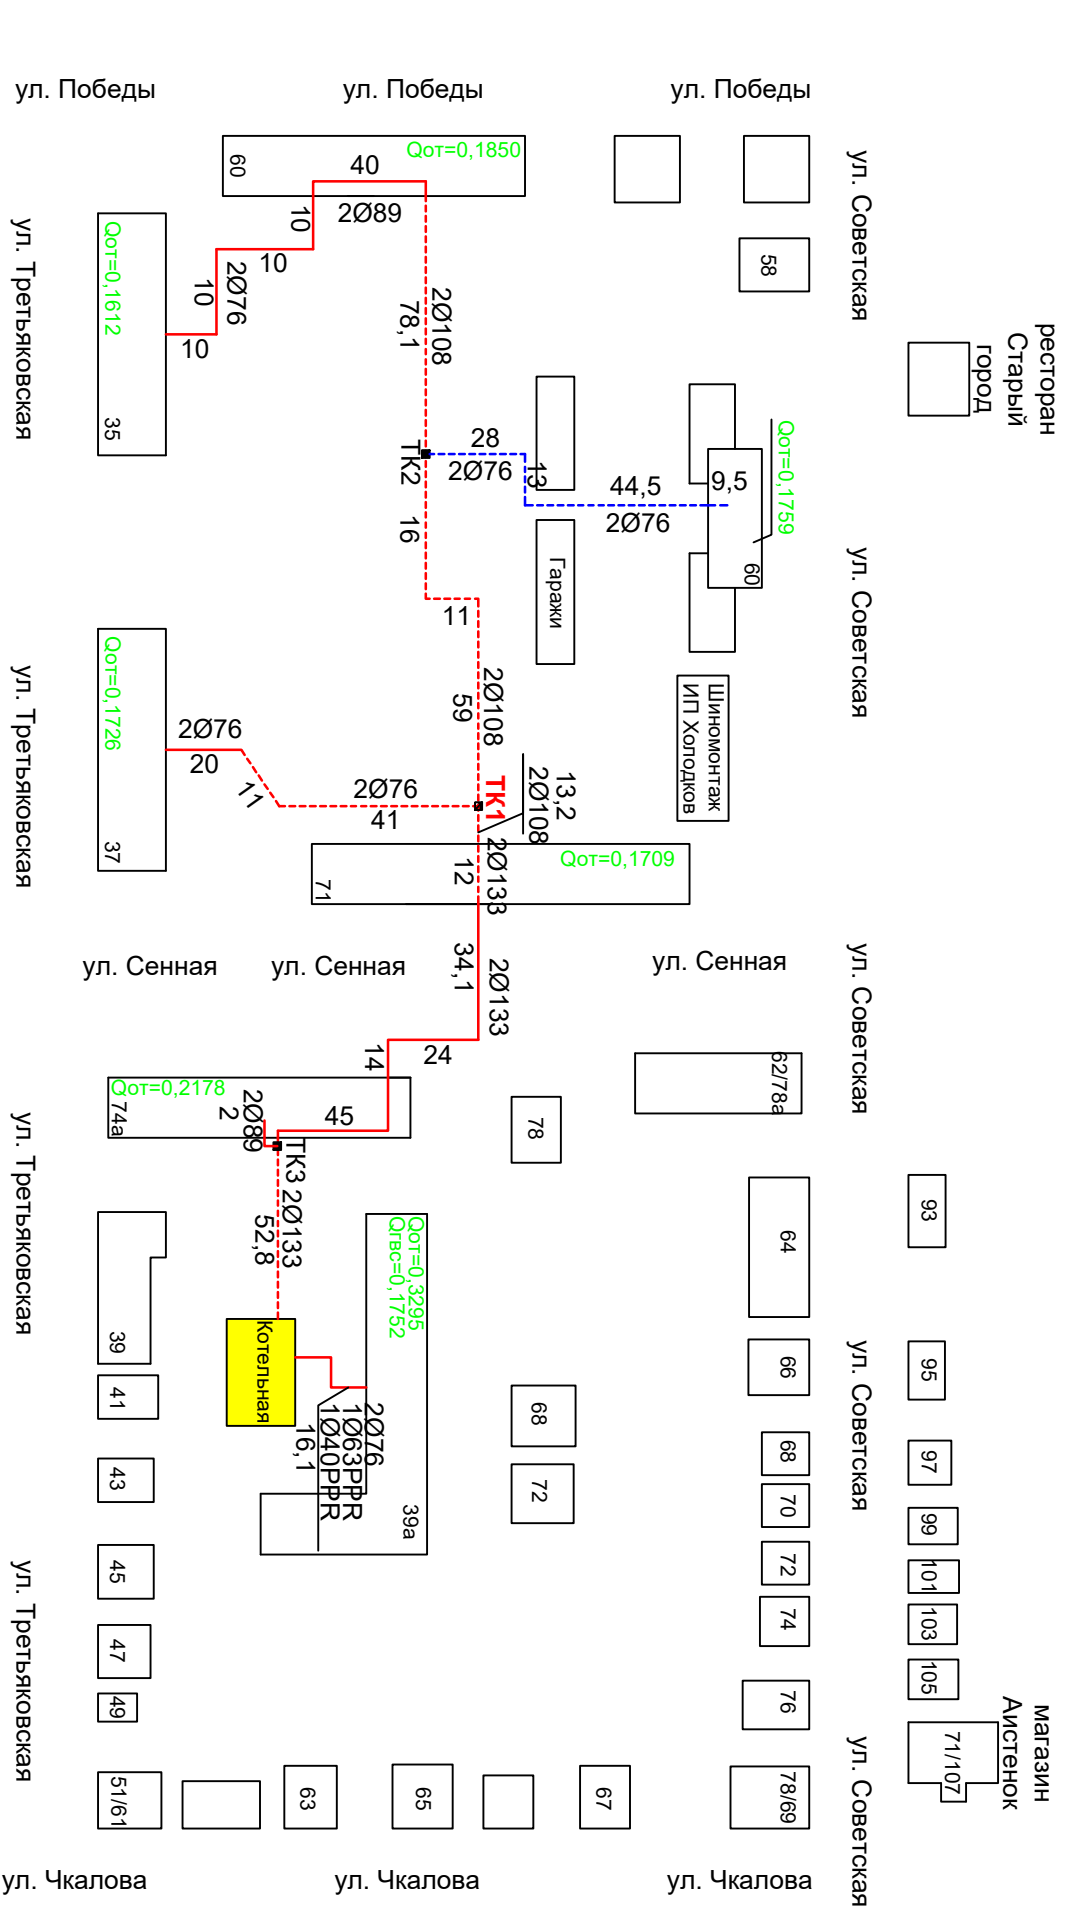 ул. Победы
ул. Победы
ул. Победы
ул. Советская
ул. Третьяковская
60
Qот=0,1850
40
2Ø89
10
10
10
2Ø76
10
Qот=0,1612
35
58
ресторан
Старый
город
2Ø108
78,1
ТК2
28
2Ø76
13
44,5
2Ø76
9,5
Qот=0,1759
60
16
11
Гаражи
ул. Советская
Шиномонтаж
ИП Холодков
2Ø108
59
ТК1
13,2
2Ø108
ул. Третьяковская
Qот=0,1726
37
2Ø76
20
11
2Ø76
41
2Ø133
12
Qот=0,1709
71
ул. Сенная
ул. Сенная
ул. Сенная
2Ø133
34,1
24
14
ул. Советская
62/78а
78
Qот=0,2178
74а
2Ø89
2
45
ТК3
2Ø133
52,8
ул. Третьяковская
Qот=0,3295
Qгвс=0,1752
39а
Котельная
2Ø76
1Ø63PPR
1Ø40PPR
16,1
39
41
43
45
47
49
51/61
ул. Третьяковская
63
65
67
78/69
68
72
64
66
68
70
72
74
76
ул. Советская
ул. Советская
93
95
97
99
101
103
105
71/107
магазин
Аистенок
ул. Чкалова
ул. Чкалова
ул. Чкалова